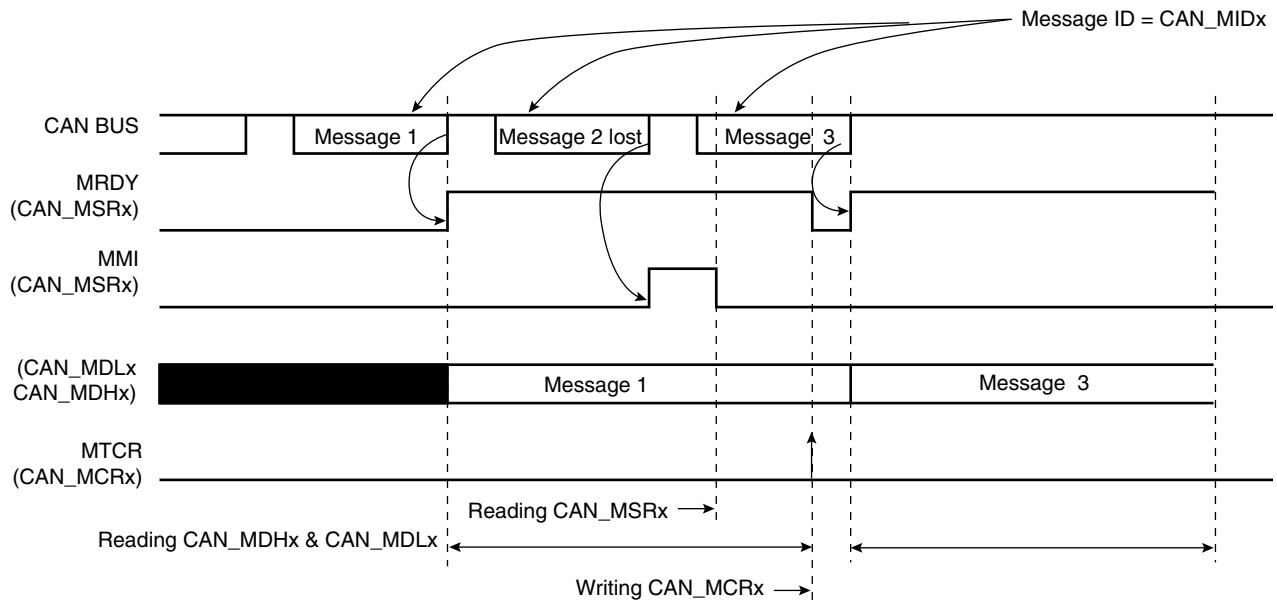 Message ID = CAN_MIDx
CAN BUS
Message 1
Message 2 lost
Message 3
MRDY
(CAN_MSRx)
MMI
(CAN_MSRx)
(CAN_MDLx
CAN_MDHx)
Message 1
Message 3
MTCR
(CAN_MCRx)
Reading CAN_MSRx
Reading CAN_MDHx & CAN_MDLx
Writing CAN_MCRx